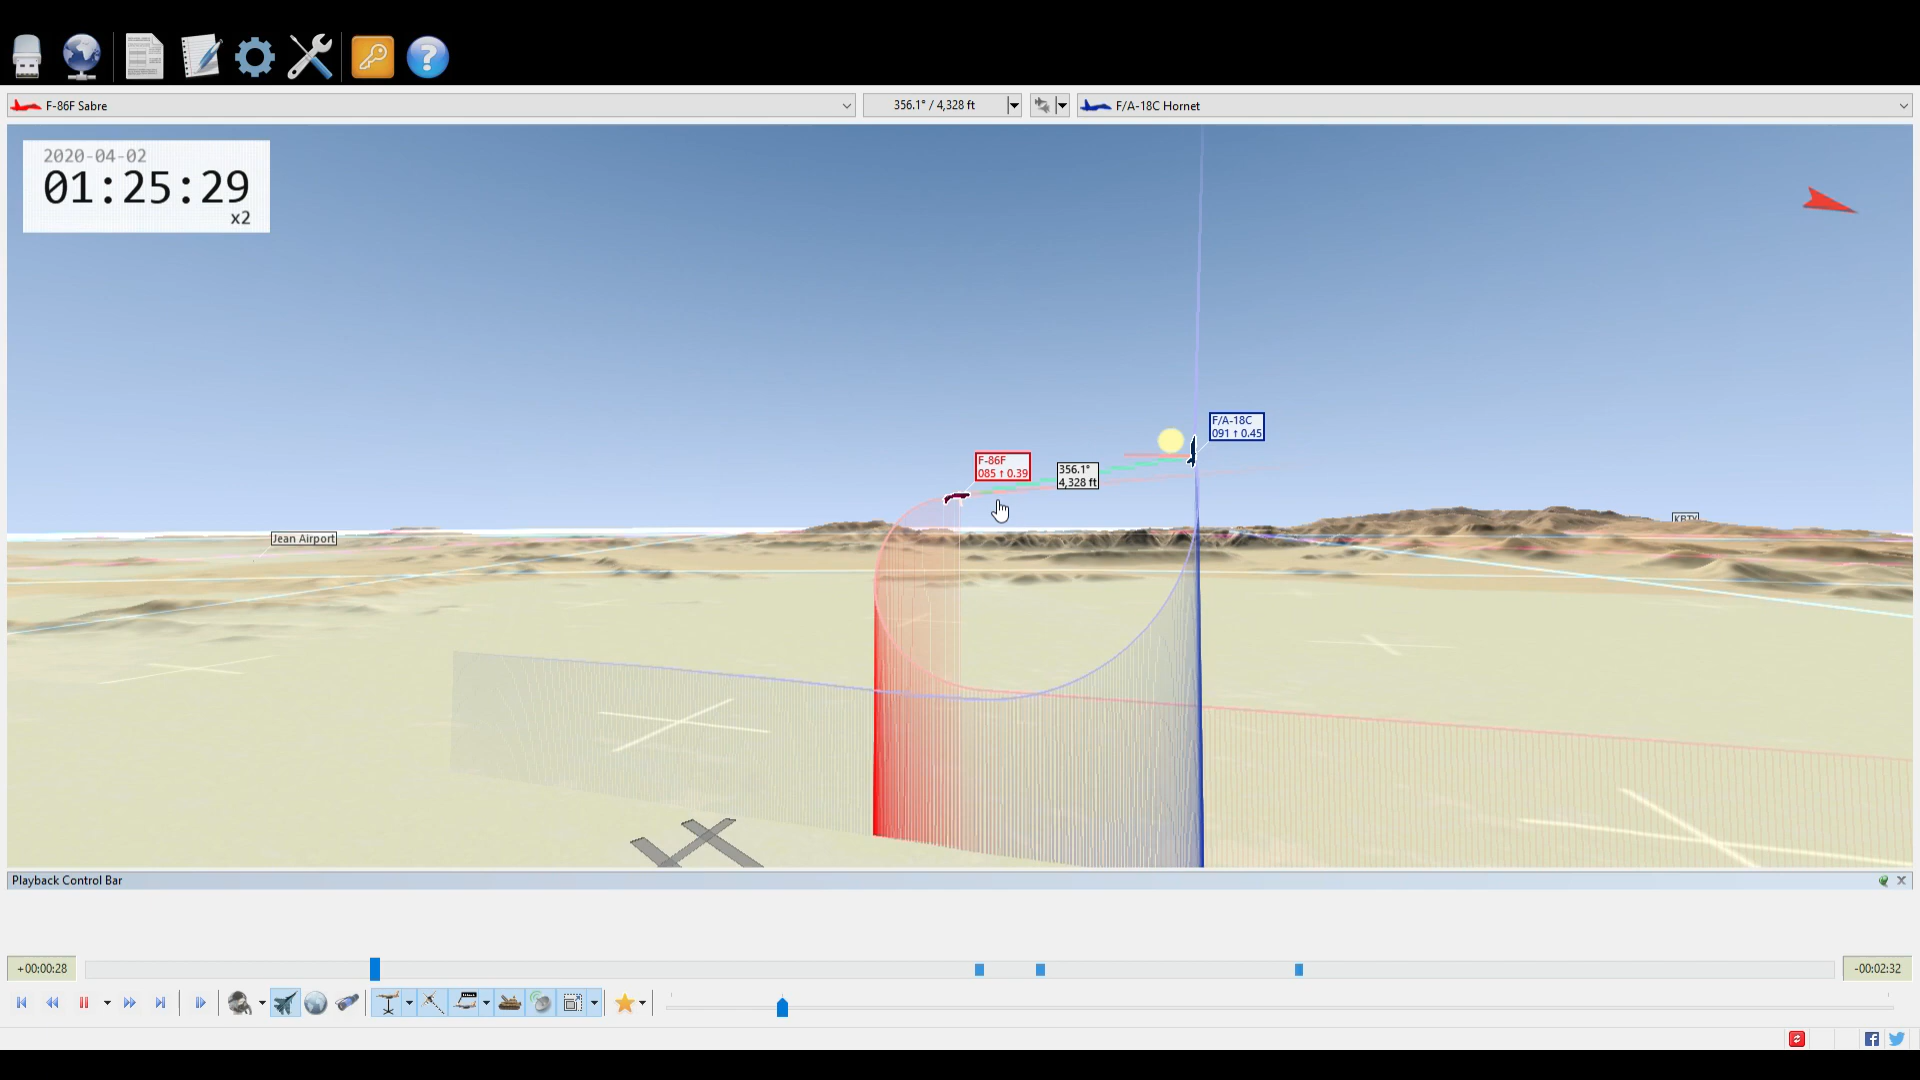 F-86F Sabre
356.1° / 4,328 ft
F/A-18C Hornet
2020-04-02
01:25:29
x2
F/A-18C
091 ↑ 0.45
F-86F
085 ↑ 0.39
356.1°
4,328 ft
Jean Airport
KBTY
Playback Control Bar
+00:00:28
-00:02:32